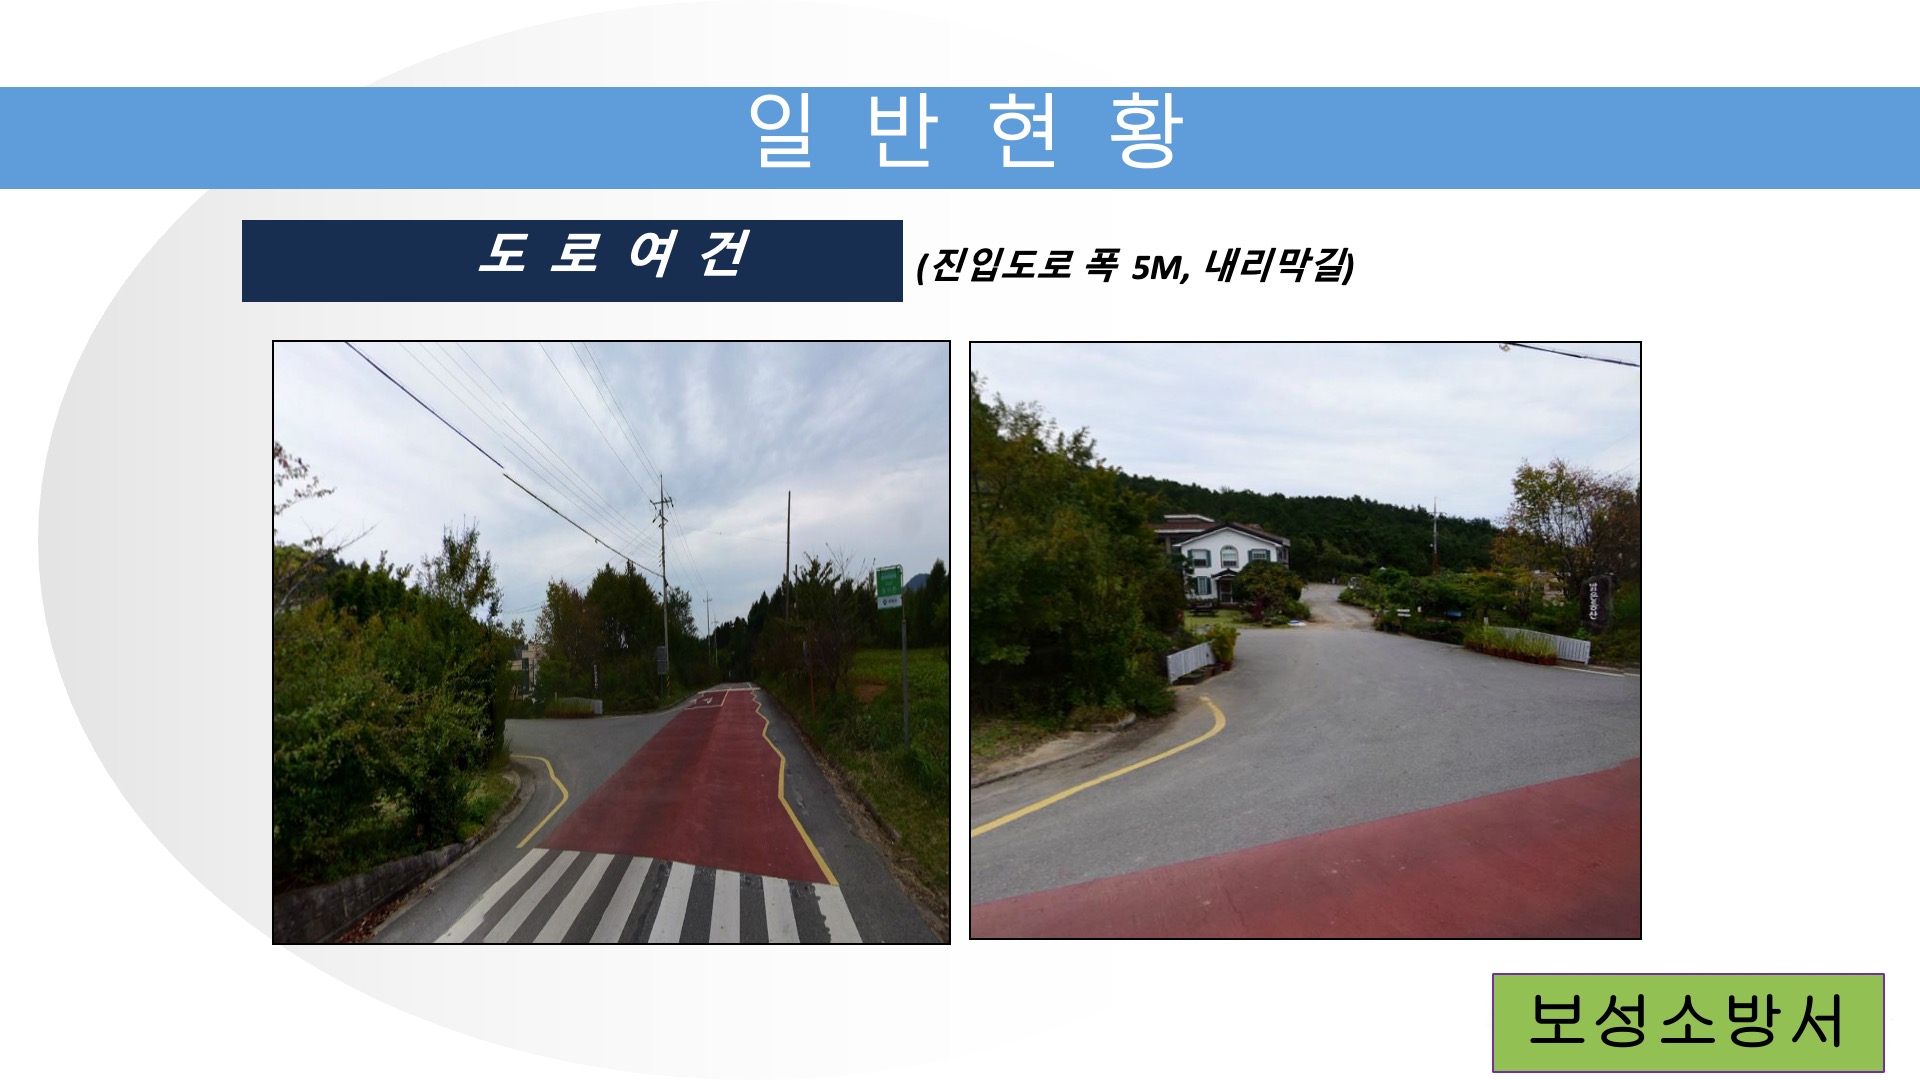 일 반 현 황
도 로 여 건
(진입도로 폭 5M, 내리막길)
보성소방서